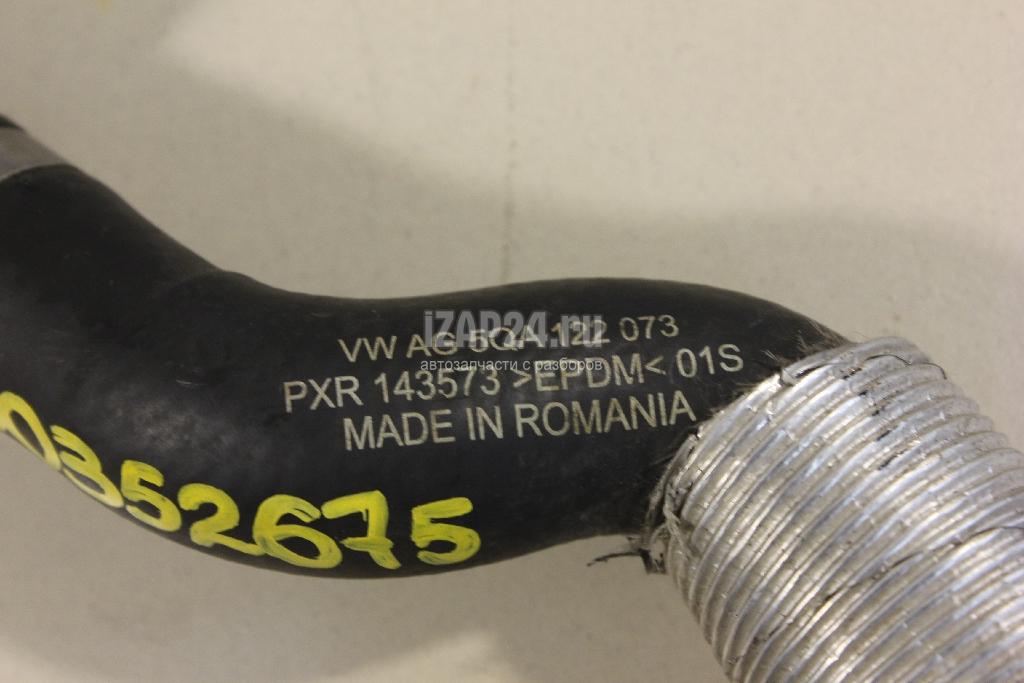 iZAP24.ru
VW AG 5QA 122 073
автозапчасти с разборов
PXR 143573 >EPDM< 01S
MADE IN ROMANIA
0352675